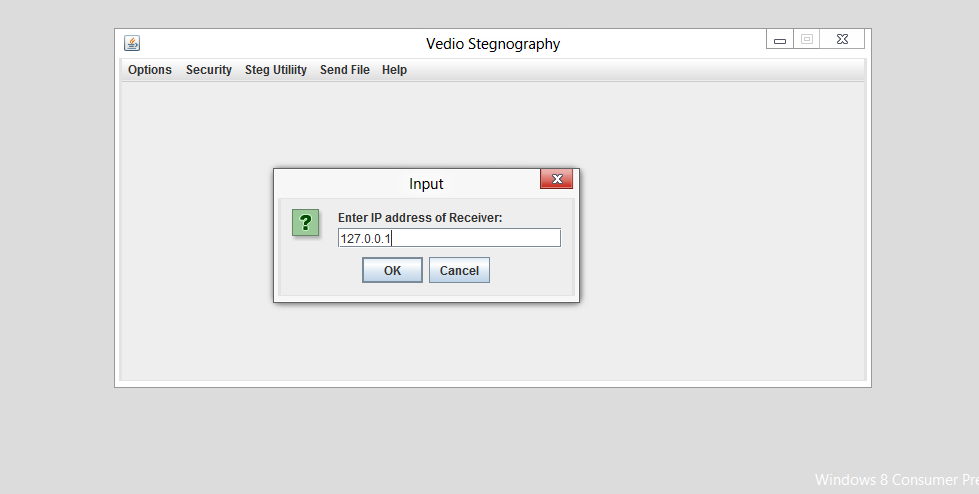 Vedio Stegnography
Options Security Steg Utiliity Send File Help
Input
?
Enter IP address of Receiver:
127.0.0.1
OK Cancel
Windows 8 Consumer Pre